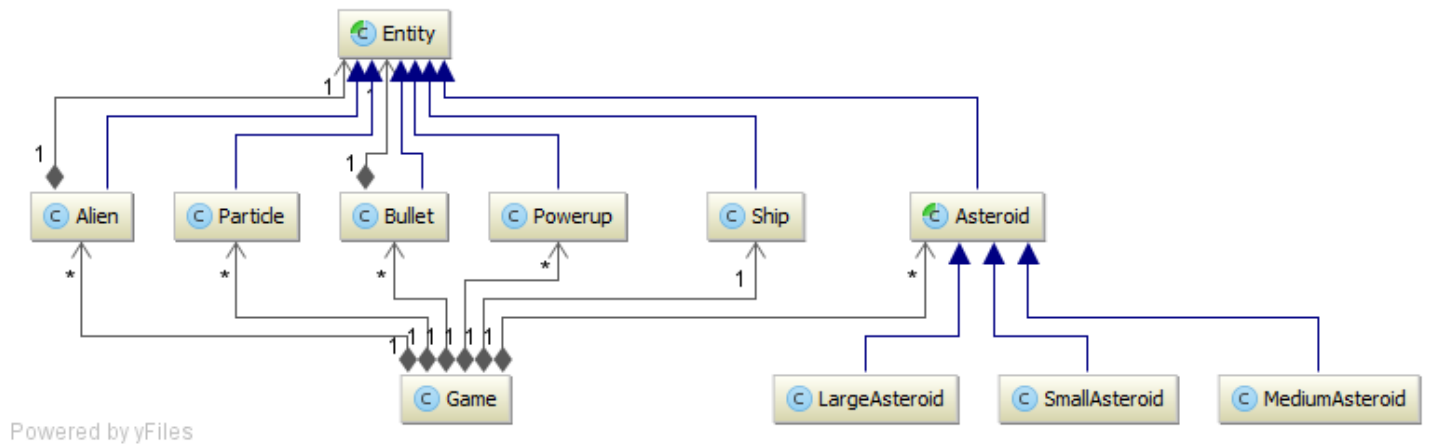 C Entity
1 1
1 1
C Alien C Particle C Bullet C Powerup C Ship C Asteroid
* * * * 1 *
1 1 1 1 1 1
C Game C LargeAsteroid C SmallAsteroid C MediumAsteroid
Powered by yFiles